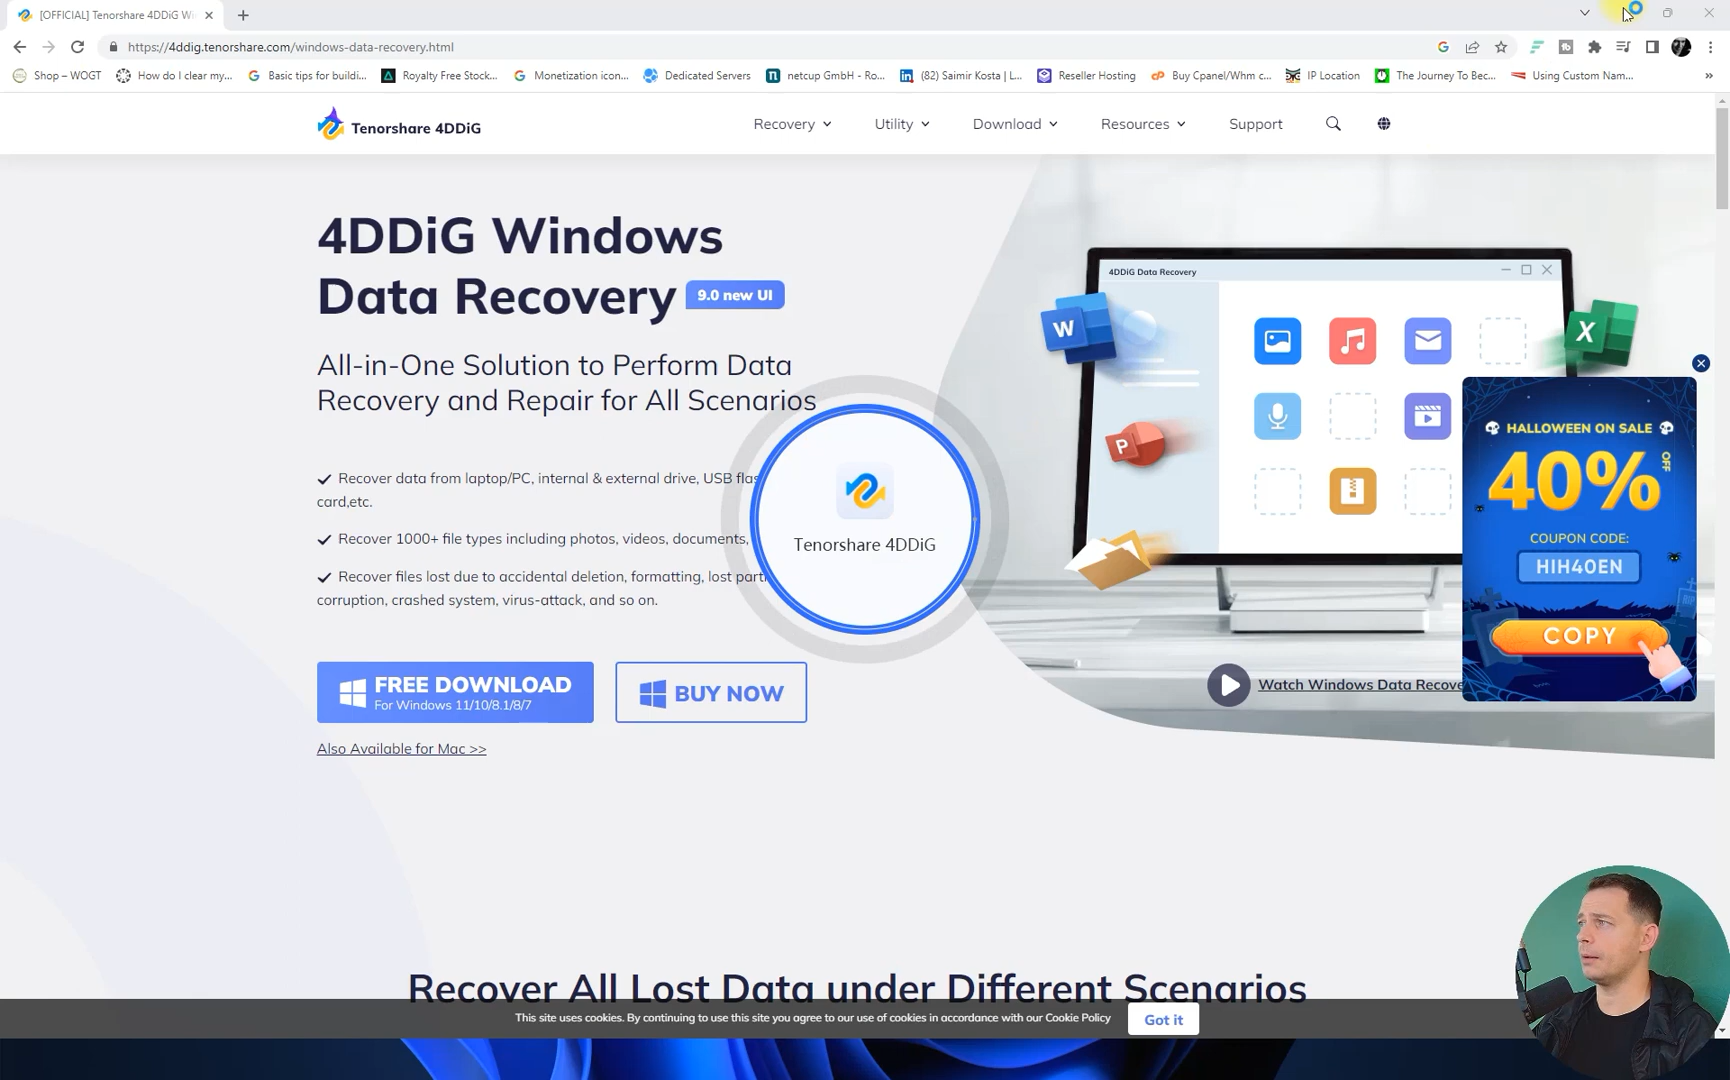 [OFFICIAL] Tenorshare 4DDiG Wi
https://4ddig.tenorshare.com/windows-data-recovery.html
Shop – WOGT
How do I clear my...
Basic tips for buildi...
Royalty Free Stock...
Monetization icon...
Dedicated Servers
netcup GmbH - Ro...
(82) Saimir Kosta | L...
Reseller Hosting
Buy Cpanel/Whm c...
IP Location
The Journey To Bec...
Using Custom Nam...
Tenorshare 4DDiG
Recovery
Utility
Download
Resources
Support
4DDiG Windows
Data Recovery
9.0 new UI
All-in-One Solution to Perform Data
Recovery and Repair for All Scenarios
Recover data from laptop/PC, internal & external drive, USB flas
card,etc.
Recover 1000+ file types including photos, videos, documents,
Recover files lost due to accidental deletion, formatting, lost part
corruption, crashed system, virus-attack, and so on.
FREE DOWNLOAD
For Windows 11/10/8.1/8/7
BUY NOW
Also Available for Mac >>
Tenorshare 4DDiG
4DDiG Data Recovery
W
X
P
HALLOWEEN ON SALE
40% OFF
COUPON CODE:
HIH40EN
COPY
RIP
Watch Windows Data Recove
Recover All Lost Data under Different Scenarios
This site uses cookies. By continuing to use this site you agree to our use of cookies in accordance with our Cookie Policy
Got it